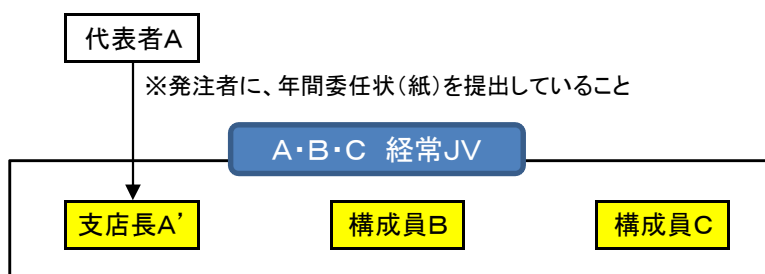 代表者A
※発注者に、年間委任状（紙）を提出していること
A・B・C 経常JV
支店長A’
構成員B
構成員C